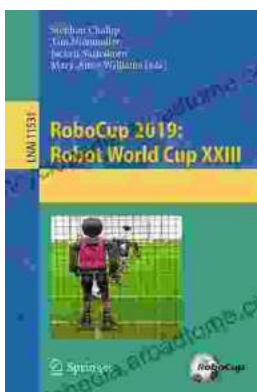 Stephan Chalup
Tim Niemueller
Jackrit Suthakorn
Mary-Anne Williams (Eds.)
LNAI 11531
RoboCup 2019:
Robot World Cup XXIII
Springer
RoboCup